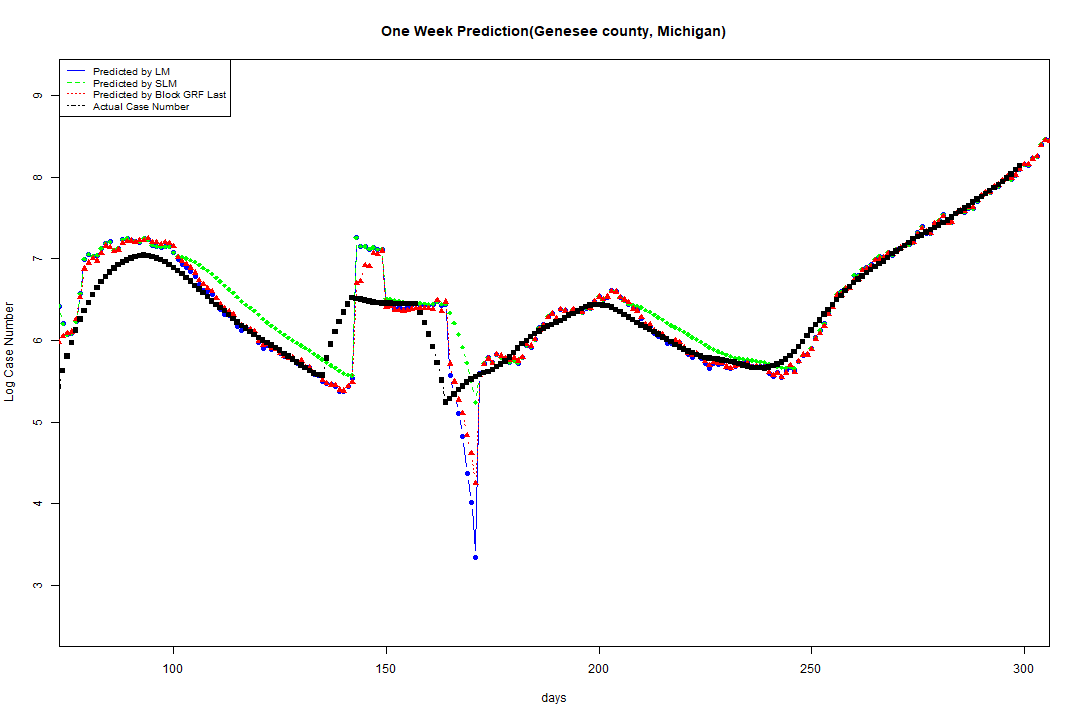 One Week Prediction(Genesee county, Michigan)
Predicted by LM
Predicted by SLM
Predicted by Block GRF Last
Actual Case Number
Log Case Number
9
8
7
6
5
4
3
100 150 200 250 300
days